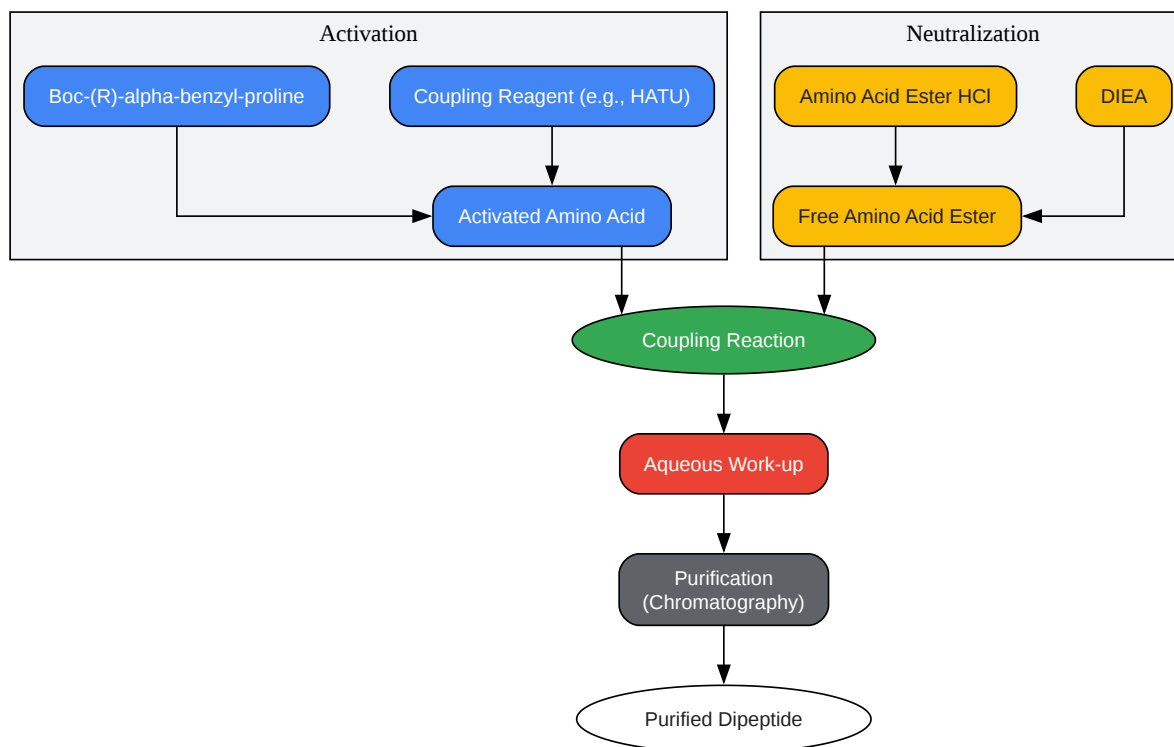 Activation
Neutralization
Boc-(R)-alpha-benzyl-proline
Coupling Reagent (e.g., HATU)
Amino Acid Ester HCl
DIEA
Activated Amino Acid
Free Amino Acid Ester
Coupling Reaction
Aqueous Work-up
Purification
(Chromatography)
Purified Dipeptide